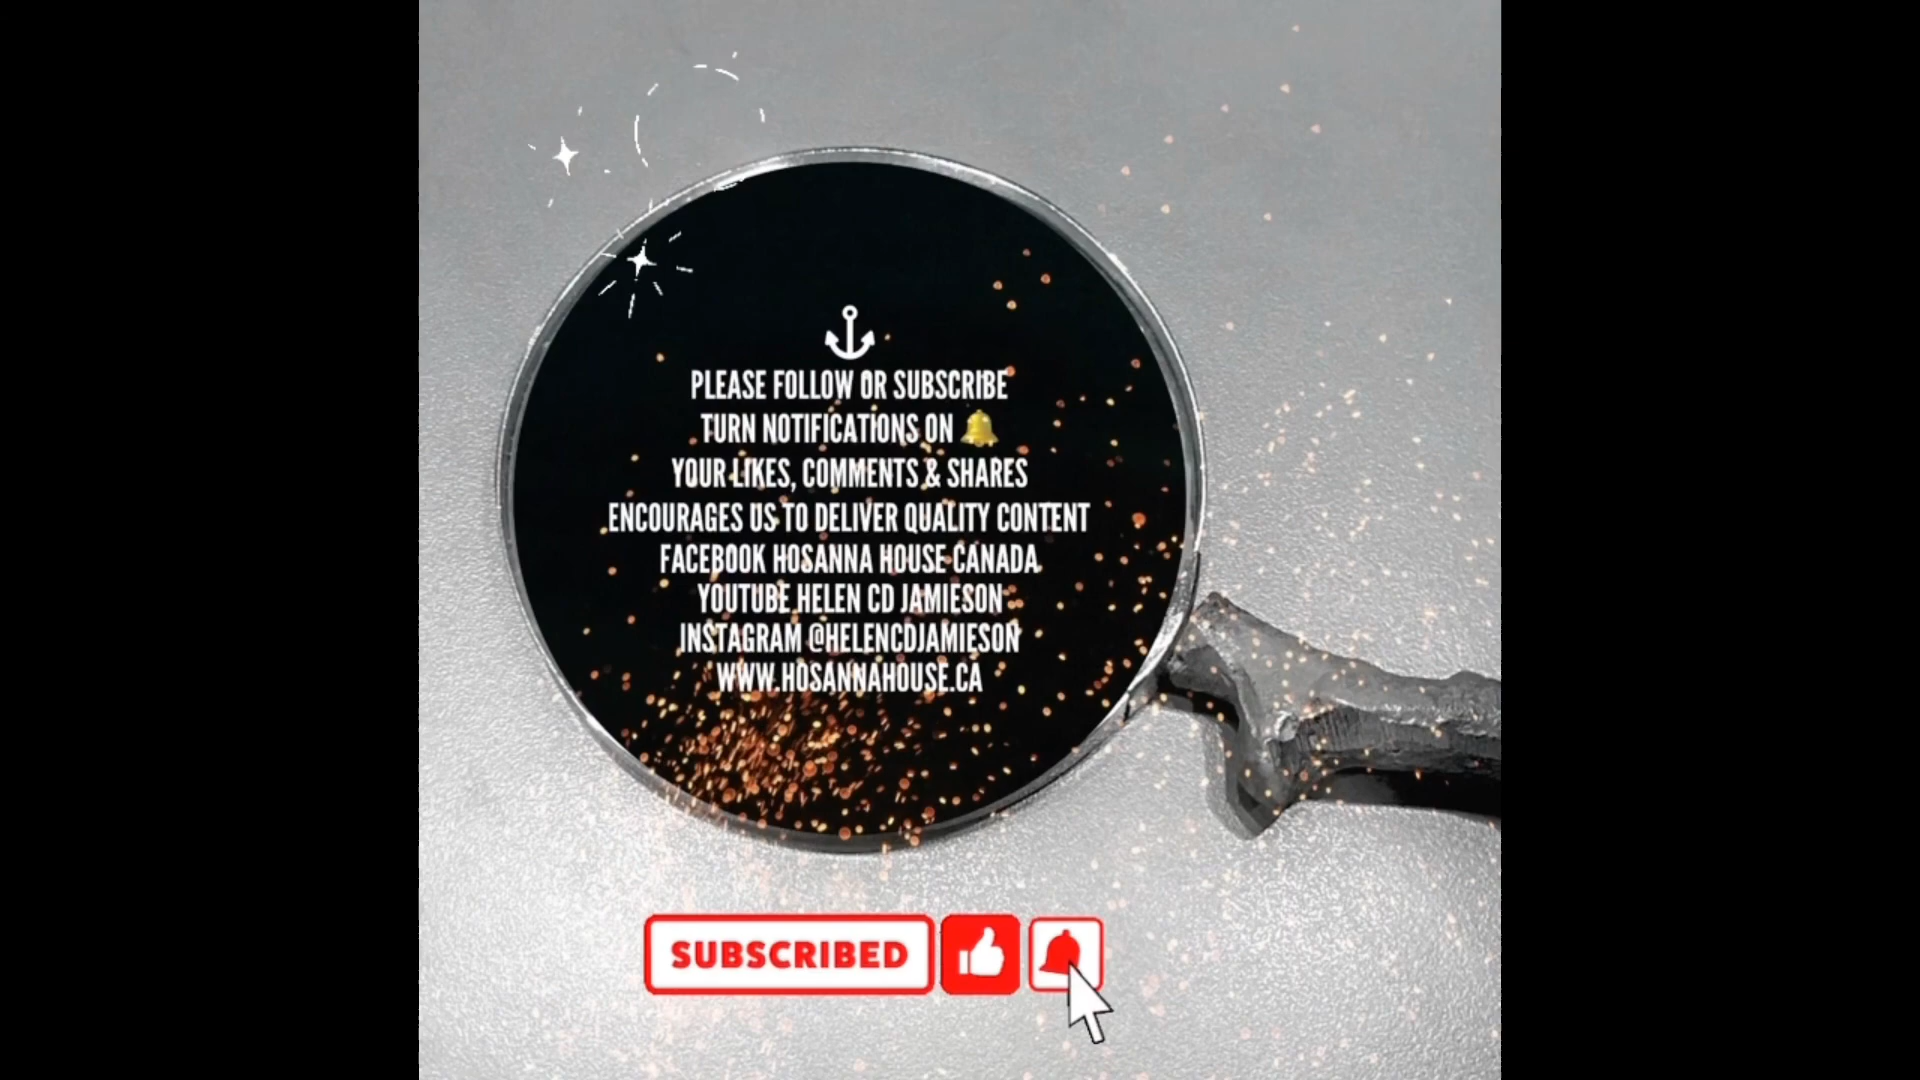 PLEASE FOLLOW OR SUBSCRIBE
TURN NOTIFICATIONS ON 🔔
YOUR LIKES, COMMENTS & SHARES
ENCOURAGES US TO DELIVER QUALITY CONTENT
FACEBOOK HOSANNA HOUSE CANADA
YOUTUBE HELEN CD JAMIESON
INSTAGRAM @HELENCDJAMIESON
WWW.HOSANNAHOUSE.CA
SUBSCRIBED